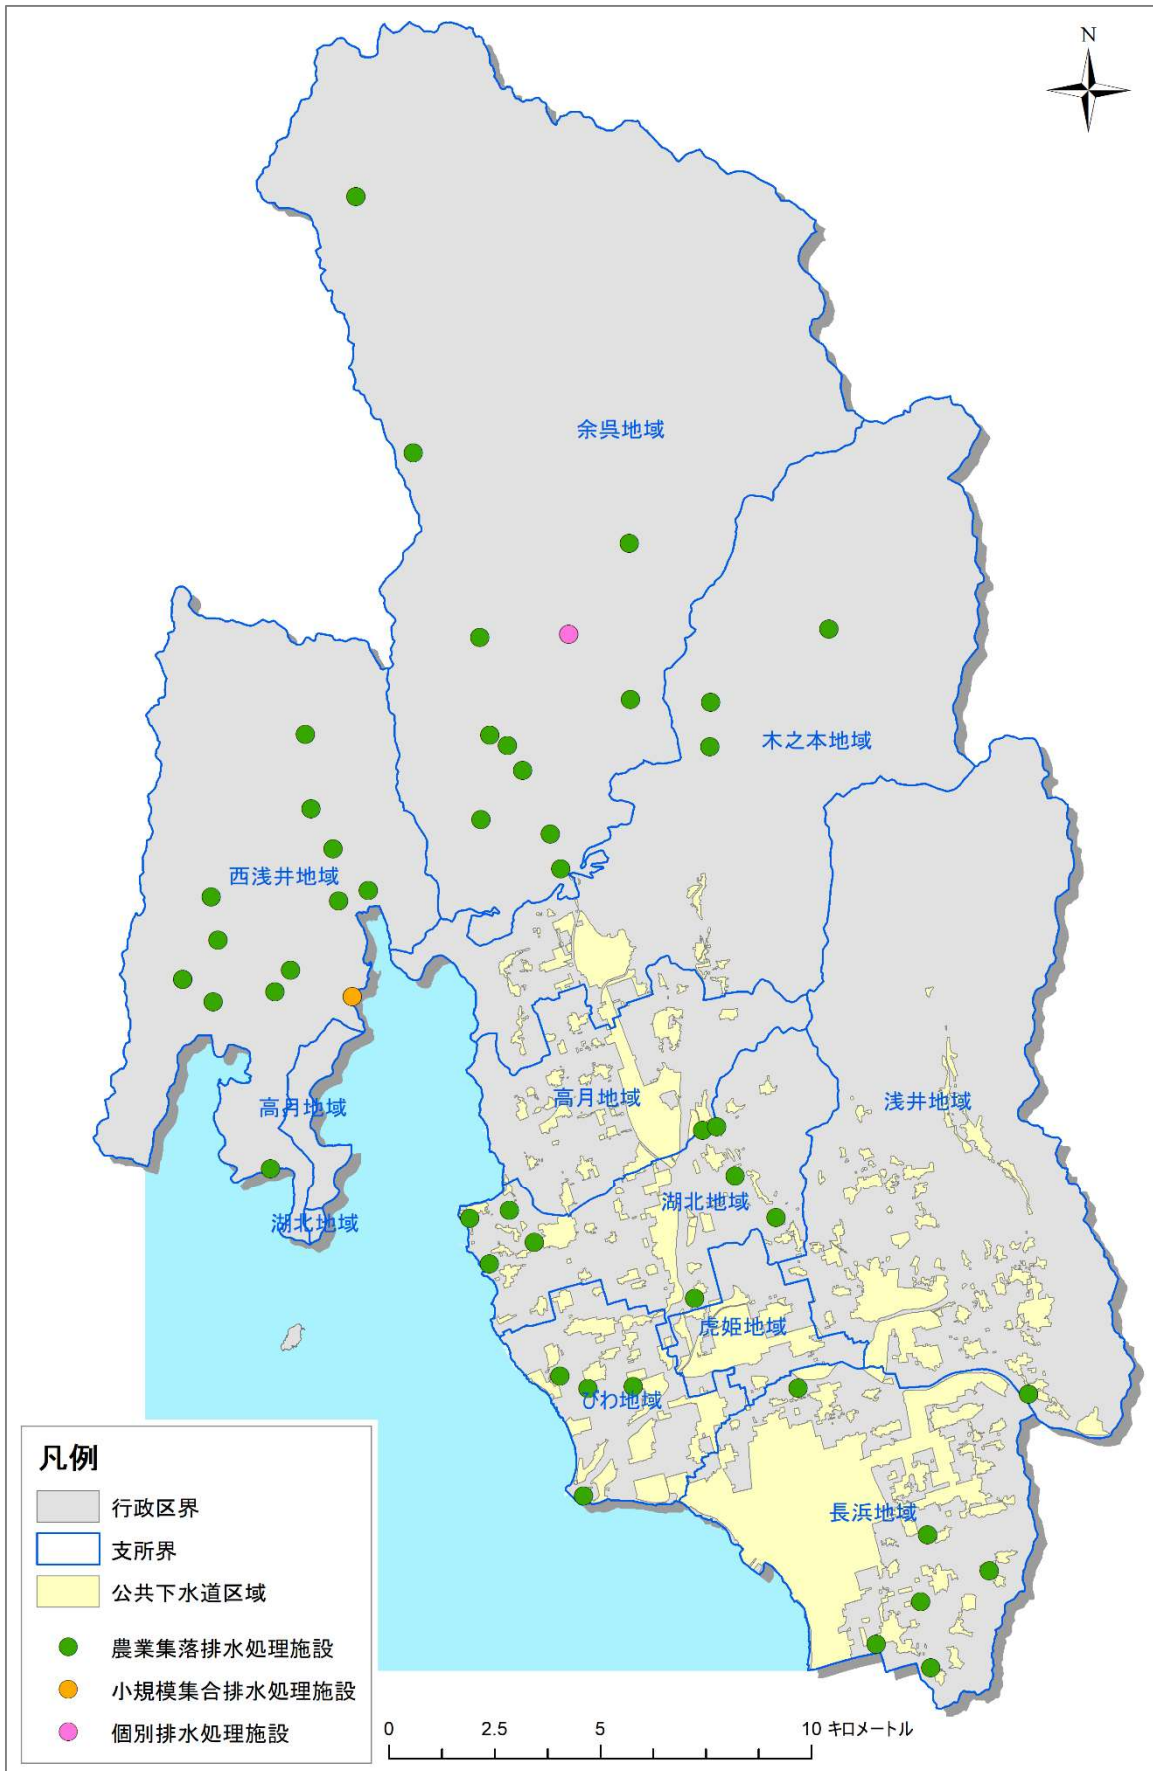 N
余呉地域
木之本地域
西浅井地域
高月地域
浅井地域
高月地域
湖北地域
湖北地域
虎姫地域
びわ地域
長浜地域
凡例
行政区界
支所界
公共下水道区域
農業集落排水処理施設
小規模集合排水処理施設
個別排水処理施設
0 2.5 5 10 キロメートル